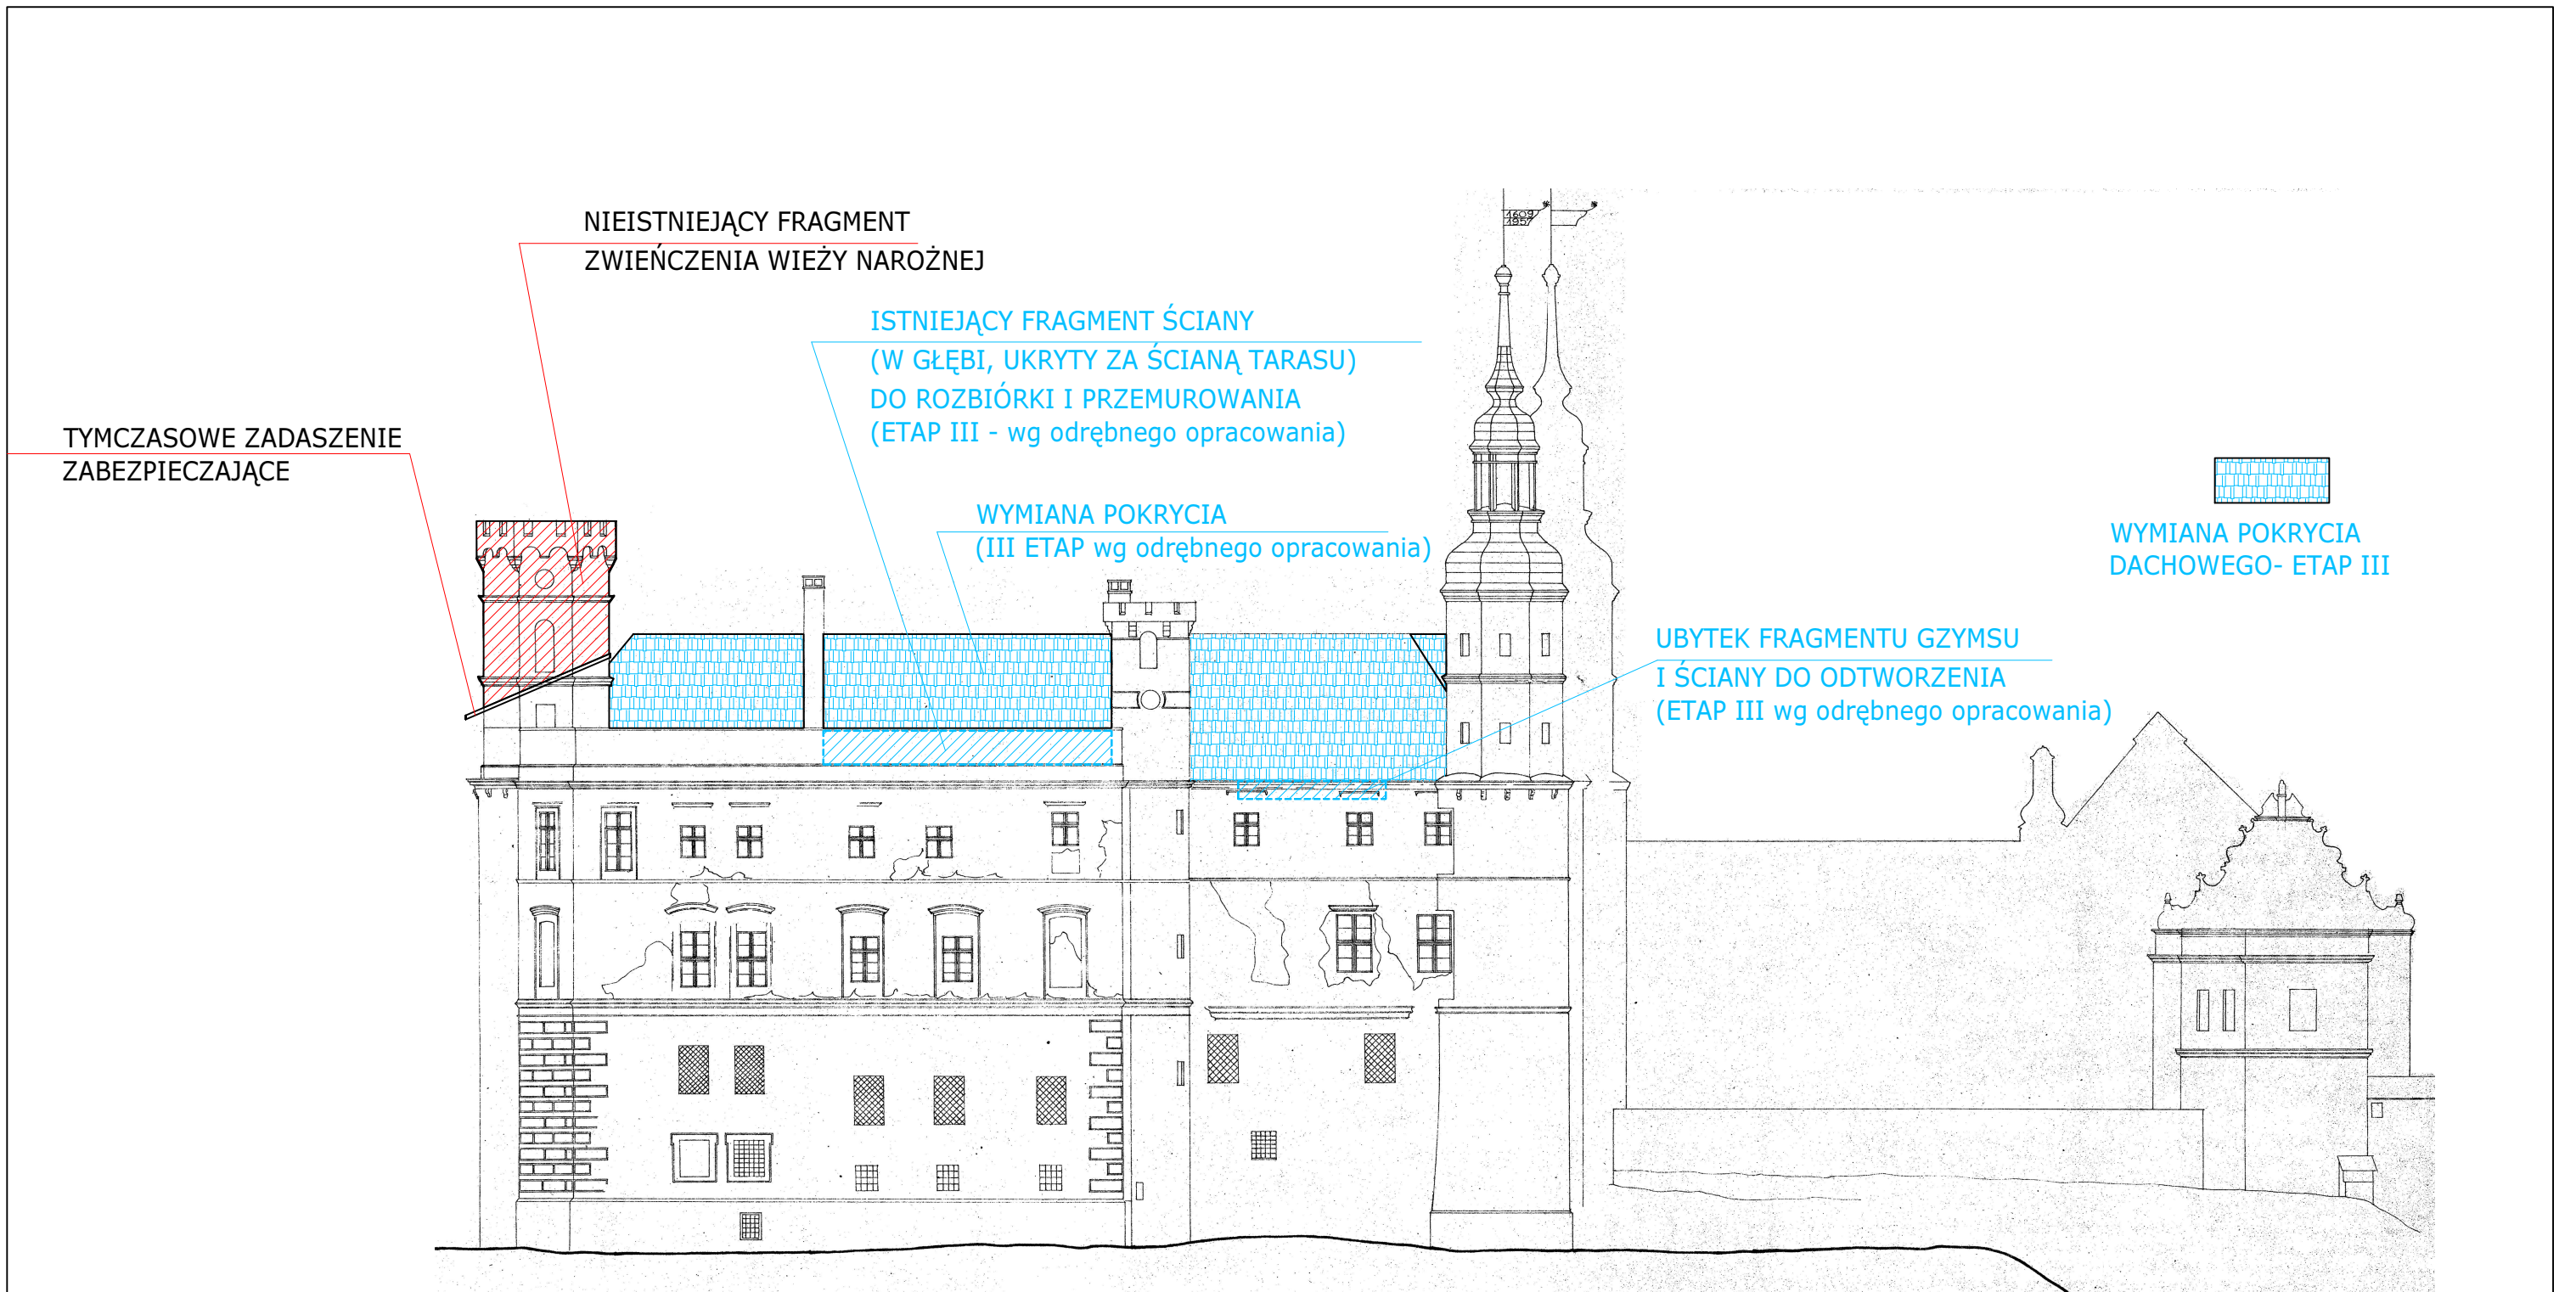 NIEISTNIEJĄCY FRAGMENT
ZWIEŃCZENIA WIEŻY NAROŻNEJ
1609
1957
ISTNIEJĄCY FRAGMENT ŚCIANY
(W GŁĘBI, UKRYTY ZA ŚCIANĄ TARASU)
DO ROZBIÓRKI I PRZEMUROWANIA
(ETAP III - wg odrębnego opracowania)
TYMCZASOWE ZADASZENIE
ZABEZPIECZAJĄCE
WYMIANA POKRYCIA
(III ETAP wg odrębnego opracowania)
WYMIANA POKRYCIA
DACHOWEGO- ETAP III
UBYTEK FRAGMENTU GZYMSU
I ŚCIANY DO ODTWORZENIA
(ETAP III wg odrębnego opracowania)